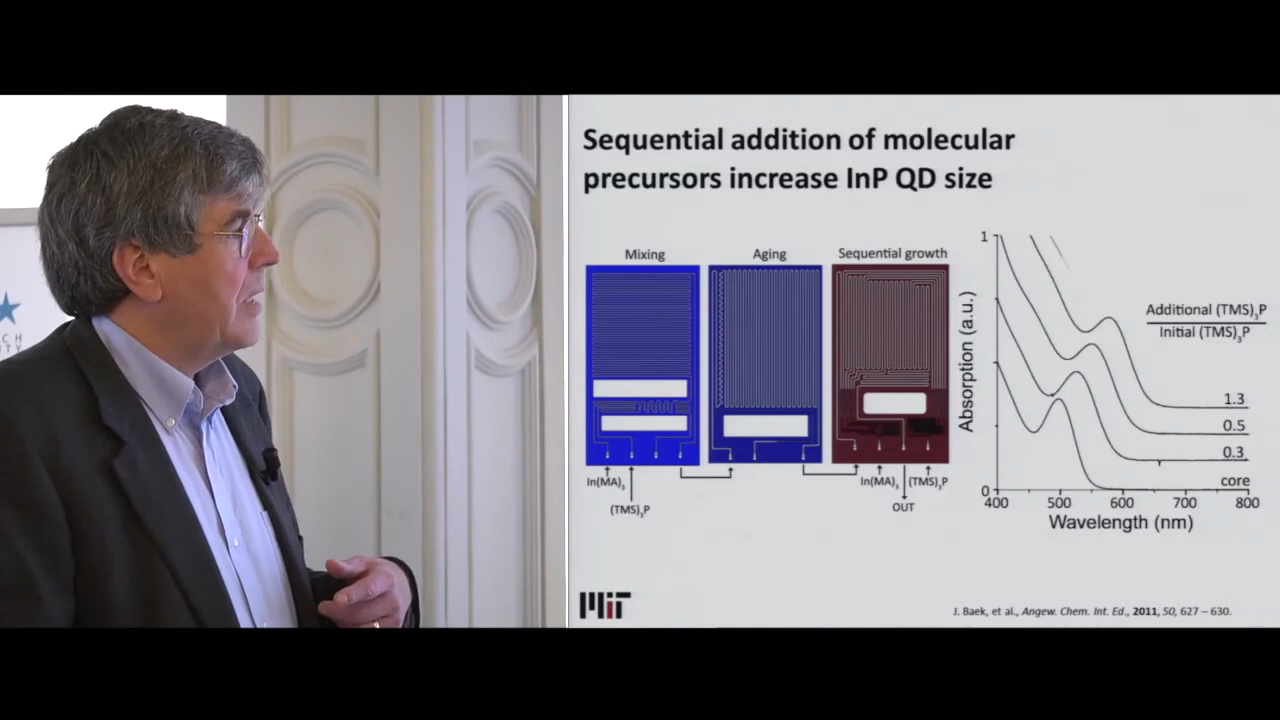 Sequential addition of molecular
precursors increase InP QD size
Mixing
Aging
Sequential growth
In(MA)₃
(TMS)₃P
In(MA)₃
(TMS)₃P
OUT
1
0
Absorption (a.u.)
Additional (TMS)₃P
Initial (TMS)₃P
1.3
0.5
0.3
core
400 500 600 700 800
Wavelength (nm)
MIT
J. Baek, et al., Angew. Chem. Int. Ed., 2011, 50, 627 – 630.